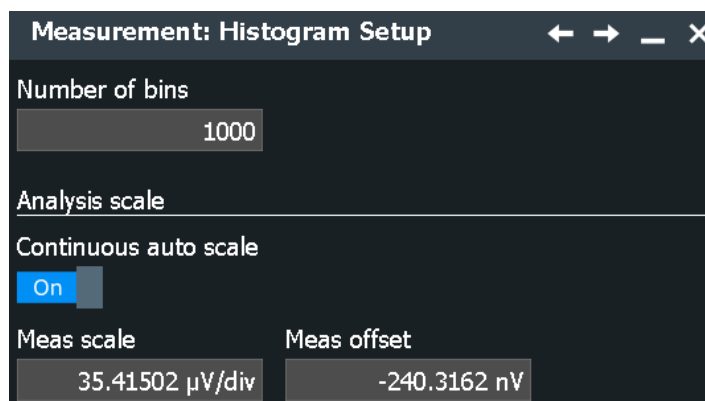 Measurement: Histogram Setup
Number of bins
1000
Analysis scale
Continuous auto scale
On
Meas scale Meas offset
35.41502 µV/div -240.3162 nV